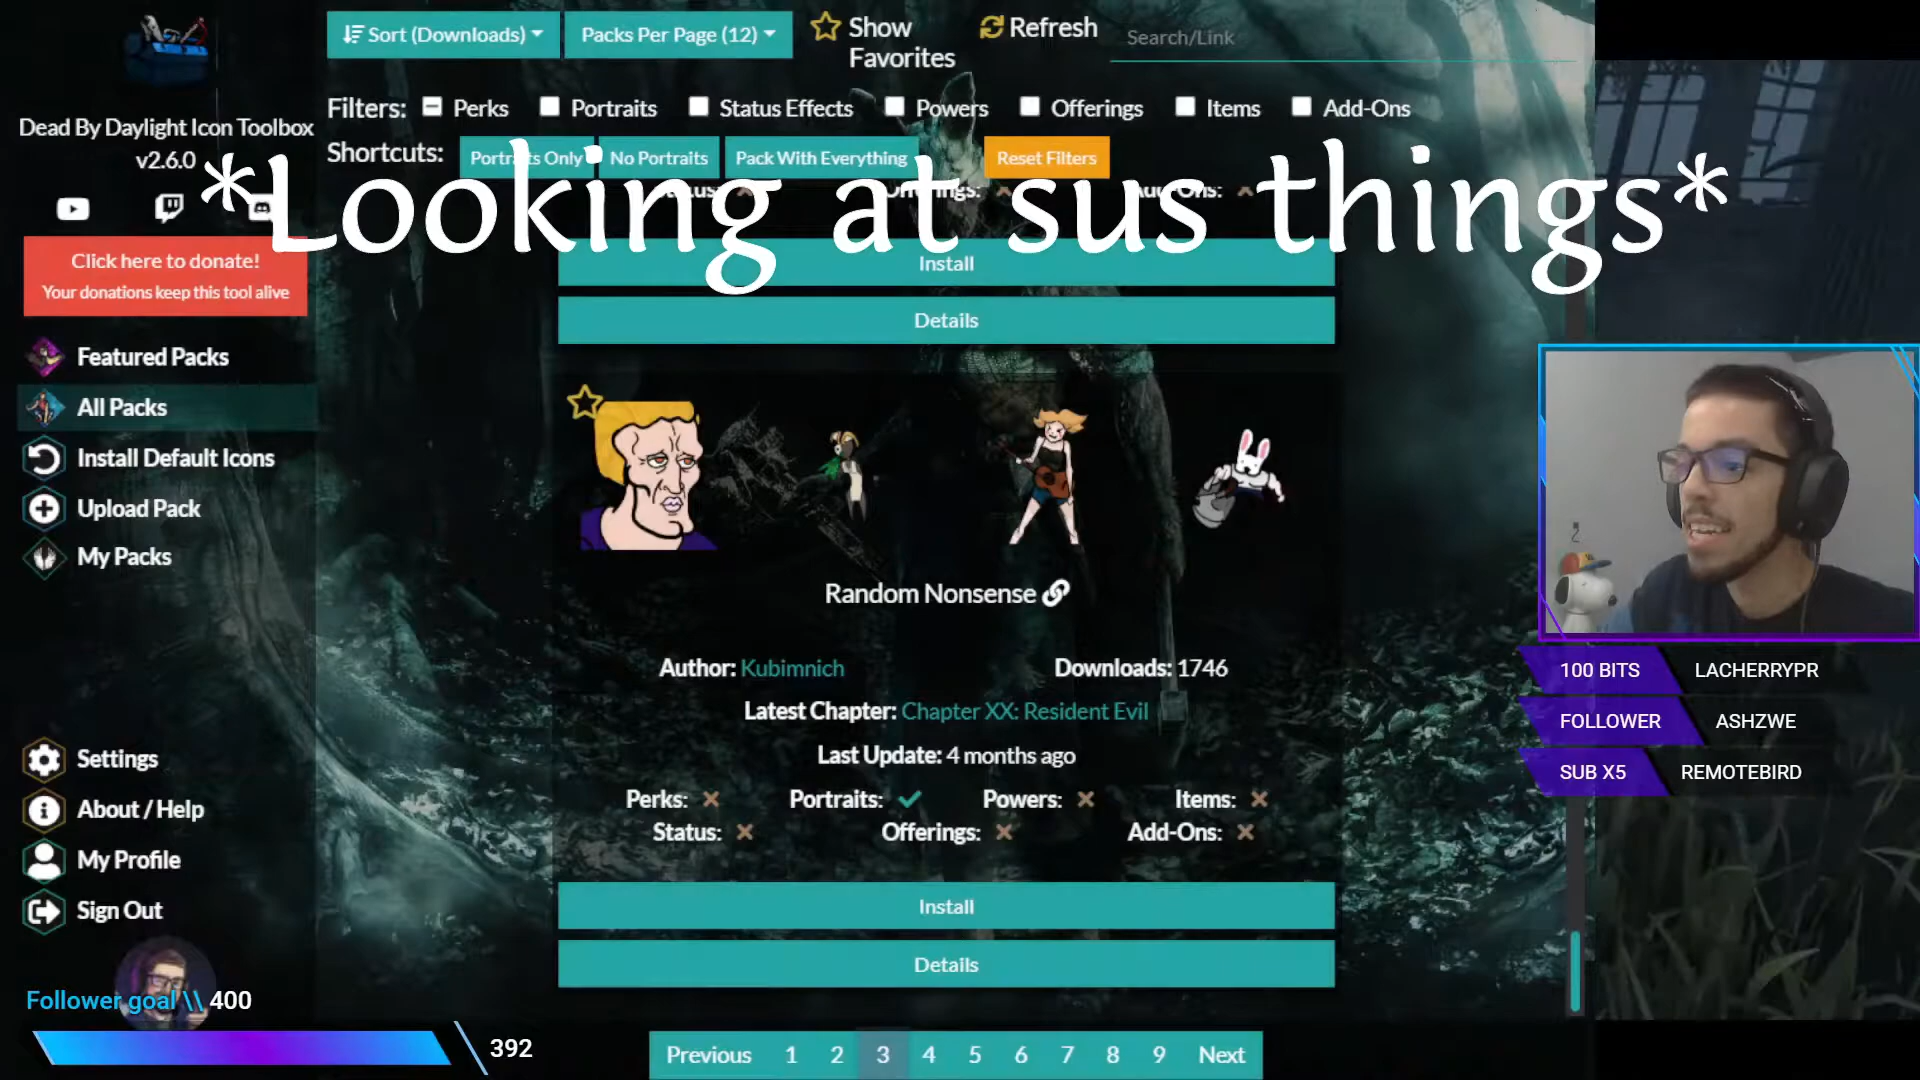 Sort (Downloads)
Packs Per Page (12)
Show
Favorites
Refresh
Search/Link
Filters:
Perks
Portraits
Status Effects
Powers
Offerings
Items
Add-Ons
Shortcuts:
Portraits Only
No Portraits
Pack With Everything
Reset Filters
Dead By Daylight Icon Toolbox
v2.6.0
*Looking at sus things*
Status:
Offerings:
Add-Ons:
Click here to donate!
Your donations keep this tool alive
Install
Details
Featured Packs
All Packs
Install Default Icons
Upload Pack
My Packs
Random Nonsense
Author: Kubimnich
Downloads: 1746
Latest Chapter: Chapter XX: Resident Evil
Last Update: 4 months ago
Perks:
Portraits:
Powers:
Items:
Status:
Offerings:
Add-Ons:
Install
Details
Settings
About / Help
My Profile
Sign Out
100 BITS LACHERRYPR
FOLLOWER ASHZWE
SUB X5 REMOTEBIRD
Follower goal \\ 400
392
Previous 1 2 3 4 5 6 7 8 9 Next